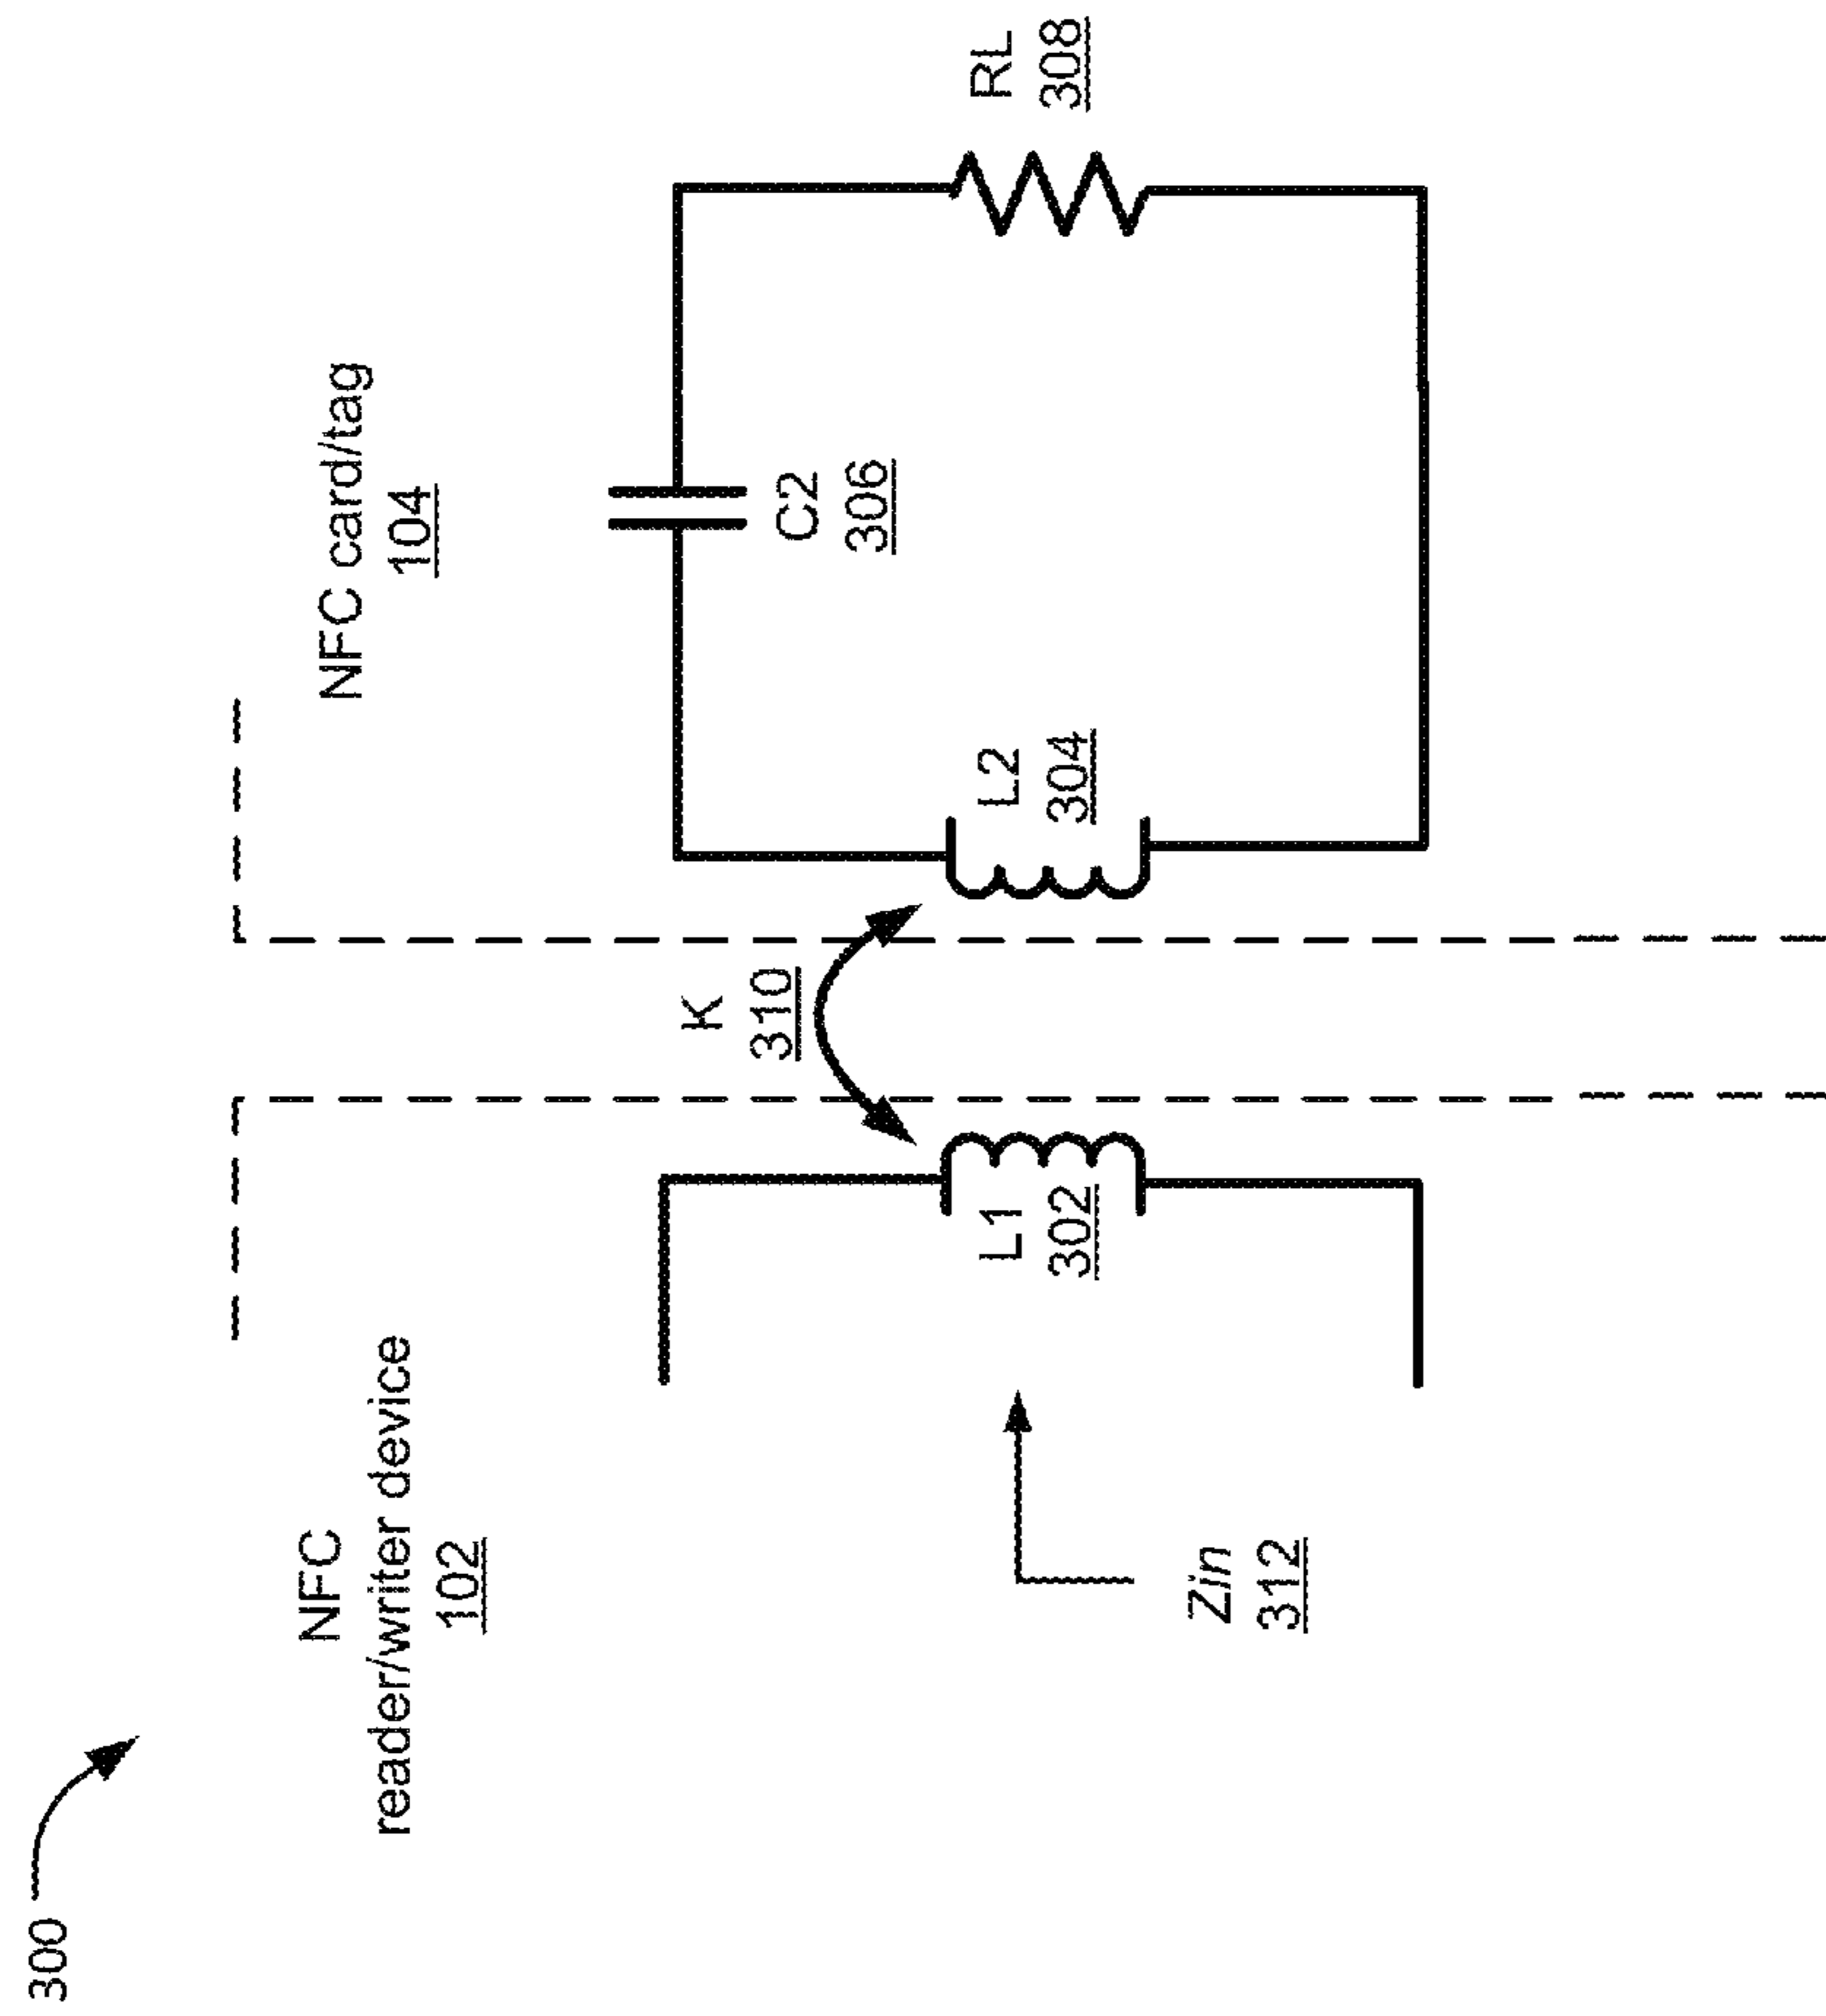 300
NFC
reader/writer device
102
NFC card/tag
104
K
310
C2
306
L1
302
L2
304
RL
308
Zin
312